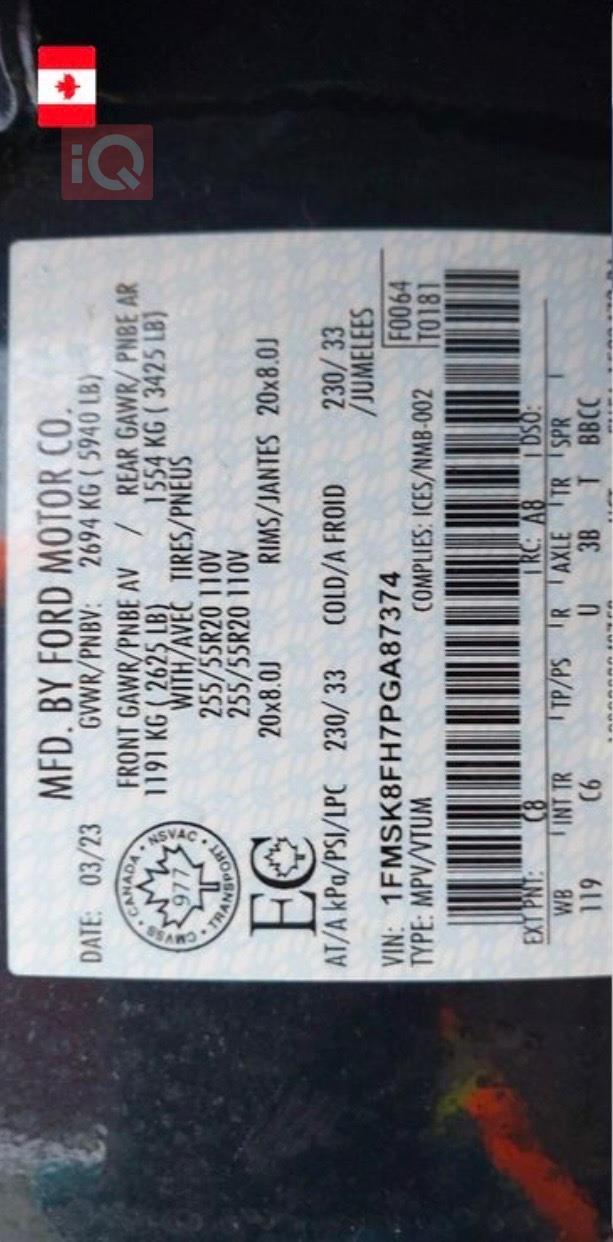 iQ
MFD. BY FORD MOTOR CO.
DATE: 03/23 GVWR/PNBV: 2694 KG ( 5940 LB)
FRONT GAWR/PNBE AV / REAR GAWR/ PNBE AR
1191 KG ( 2625 LB) 1554 KG ( 3425 LB)
WITH/AVEC TIRES/PNEUS
255/55R20 110V
255/55R20 110V
20x8.0J RIMS/JANTES 20x8.0J
CANADA • NSVAC • TRANSPORT • CMVSS
977
EC
AT/A kPa/PSI/LPC 230/ 33 COLD/A FROID 230/ 33
/JUMELEES
VIN: 1FMSK8FH7PGA87374
F0064
TYPE: MPV/VTUM COMPLIES: ICES/NMB-002 T0181
EXT PNT: C8 RC: A8 DSO:
WB INT TR TP/PS R AXLE TR SPR
119 C6 U 3B T BBCC